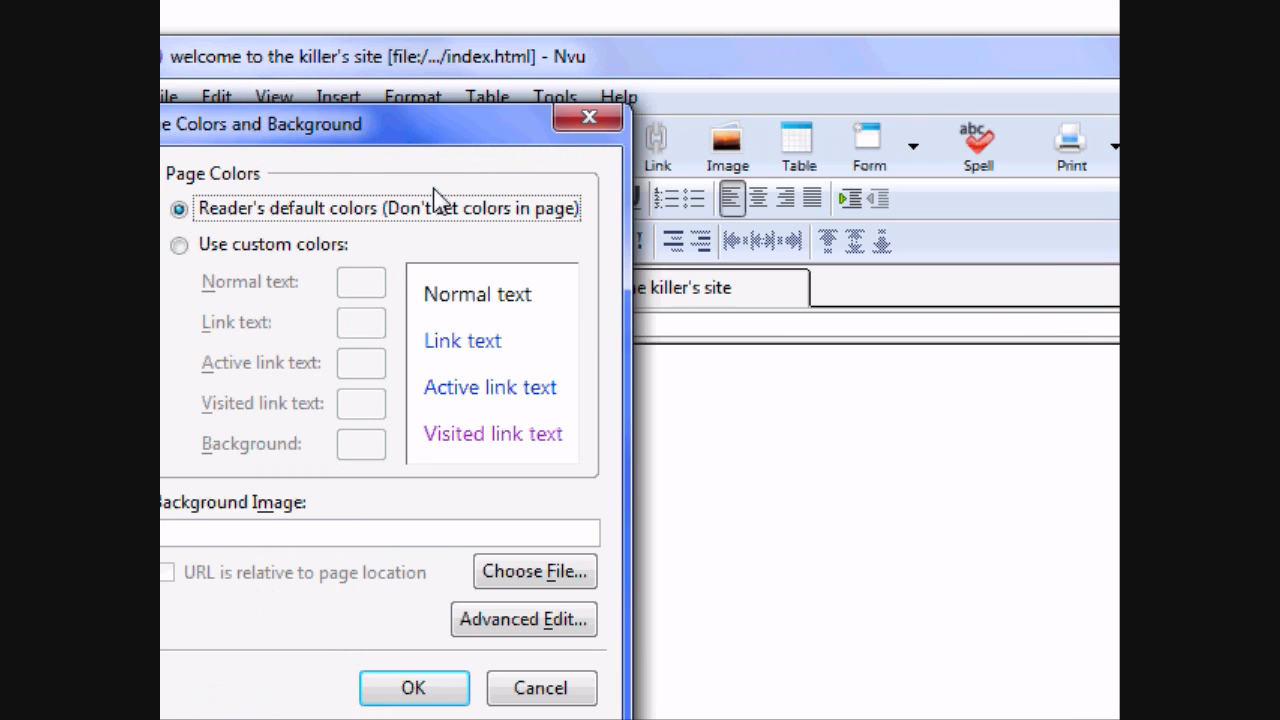 welcome to the killer's site [file:/.../index.html] - Nvu
Edit View Insert Format Table Tools Help
e Colors and Background
Link Image Table Form abc Spell Print
Page Colors
Reader's default colors (Don't set colors in page)
Use custom colors:
Normal text:
Link text:
Active link text:
Visited link text:
Background:
Normal text
Link text
Active link text
Visited link text
killer's site
Background Image:
URL is relative to page location
Choose File...
Advanced Edit...
OK Cancel